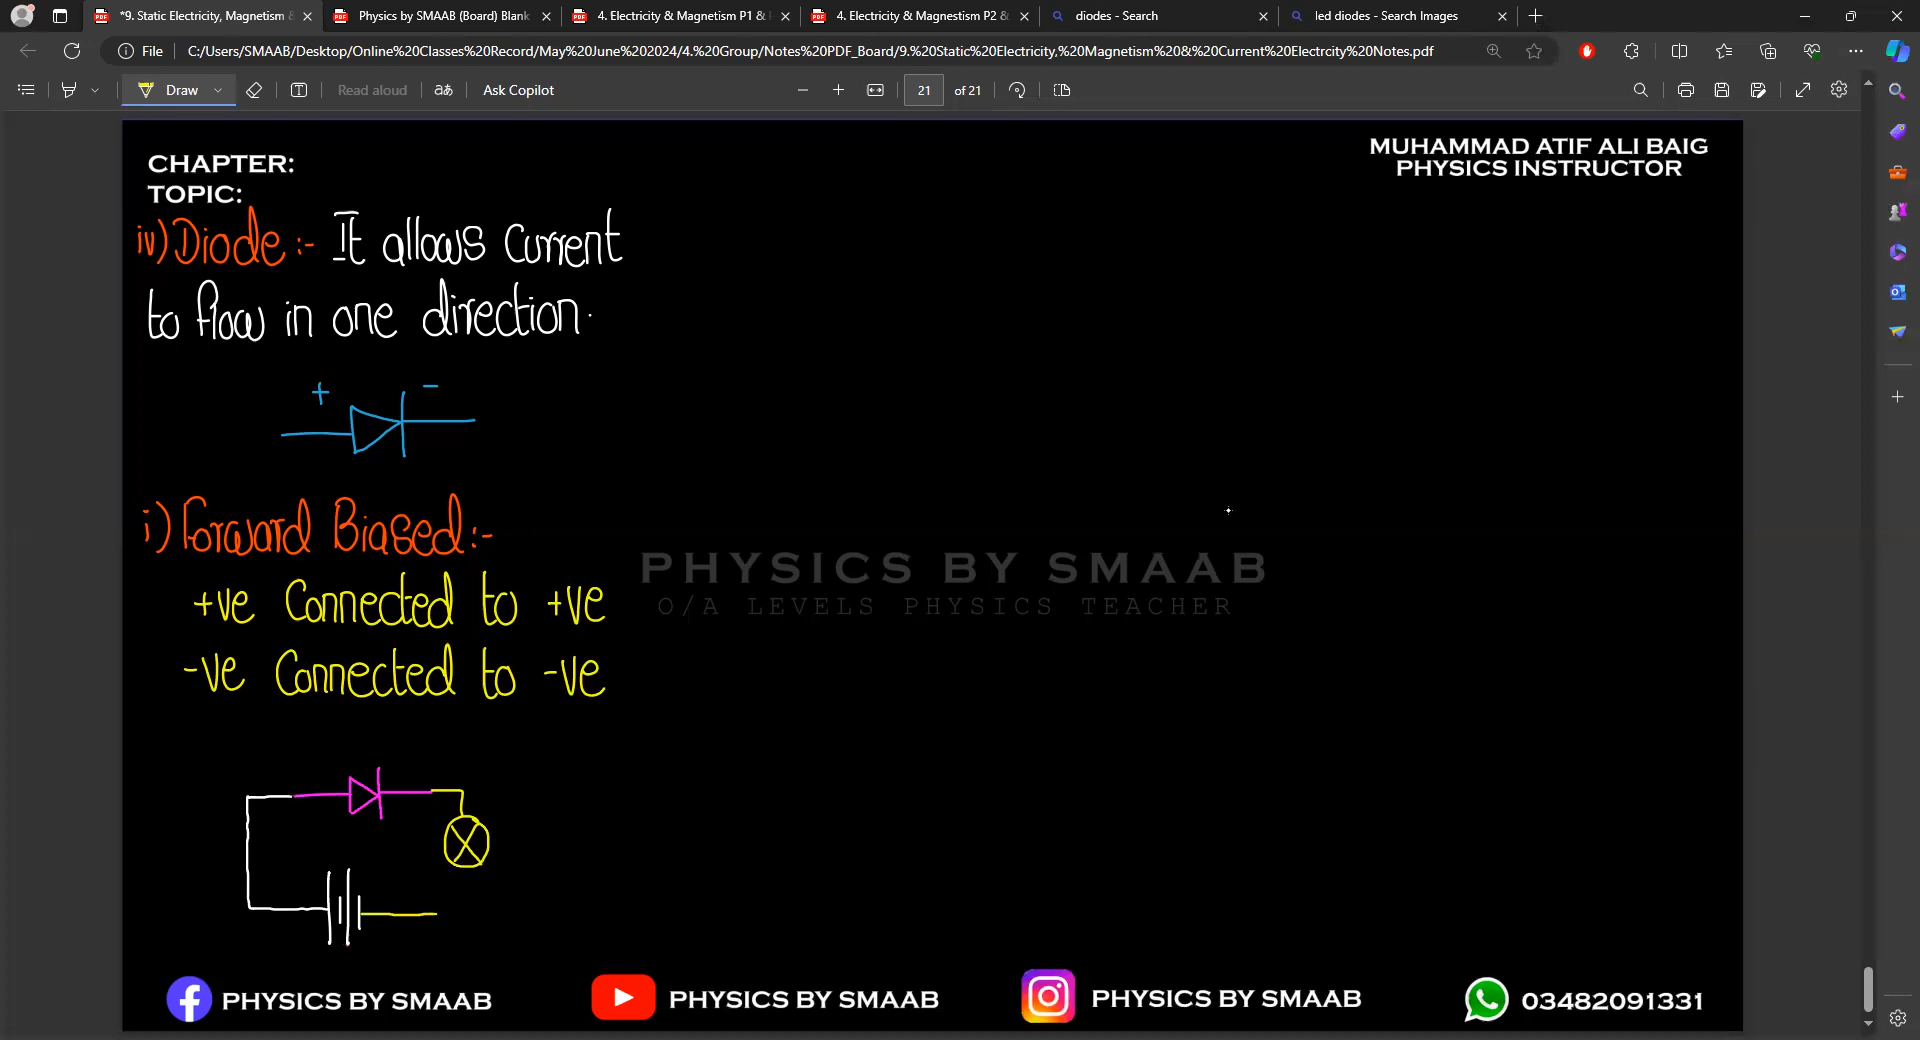 *9. Static Electricity, Magnetism &
Physics by SMAAB (Board) Blank
4. Electricity & Magnetism P1 &
4. Electricity & Magnestism P2 &
diodes - Search
led diodes - Search Images
File
C:/Users/SMAAB/Desktop/Online%20Classes%20Record/May%20June%202024/4.%20Group/Notes%20PDF_Board/9.%20Static%20Electricity,%20Magnetism%20&%20Current%20Electrcity%20Notes.pdf
Draw
Read aloud
aあ
Ask Copilot
21
of 21
CHAPTER:
TOPIC:
MUHAMMAD ATIF ALI BAIG
PHYSICS INSTRUCTOR
iv) Diode :- It allows Current
to flow in one direction.
+ -
i) Forward Biased :-
+ve Connected to +ve
-ve Connected to -ve
PHYSICS BY SMAAB
O/A LEVELS PHYSICS TEACHER
PHYSICS BY SMAAB
PHYSICS BY SMAAB
PHYSICS BY SMAAB
03482091331